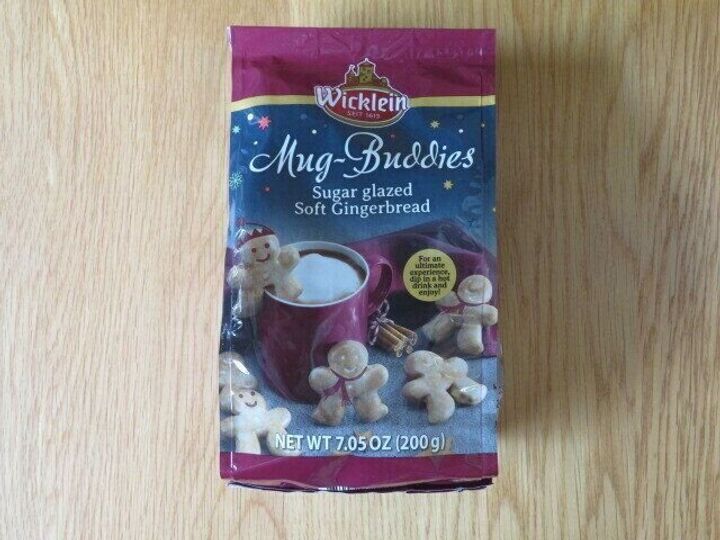 Wicklein
SEIT 1615
Mug-Buddies
Sugar glazed
Soft Gingerbread
For an
ultimate
experience,
dip in a hot
drink and
enjoy!
NET WT 7.05 OZ (200 g)